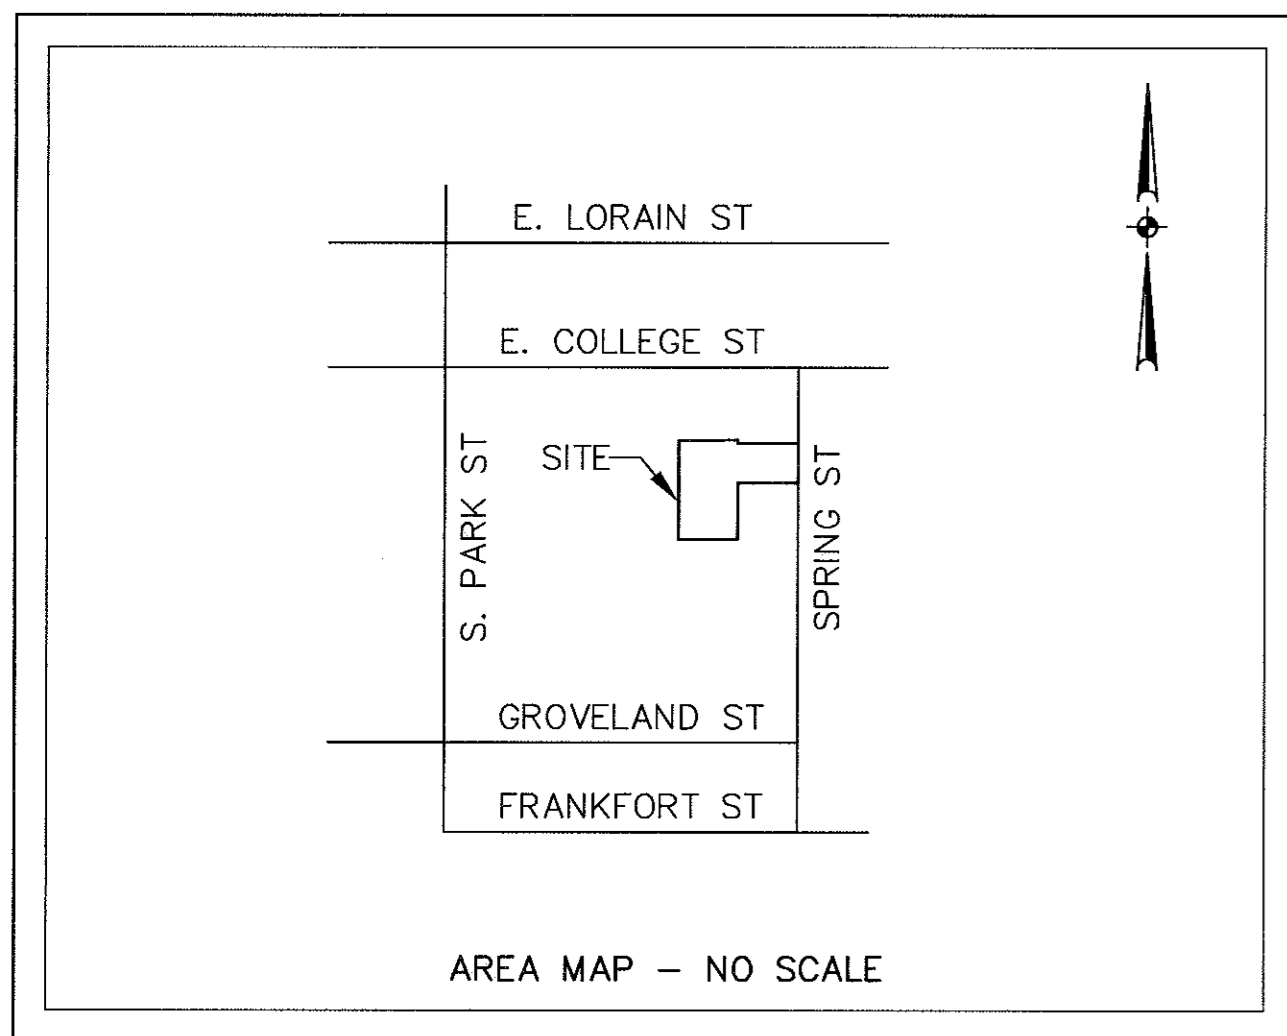 E. LORAIN ST
E. COLLEGE ST
SITE
S. PARK ST
SPRING ST
GROVELAND ST
FRANKFORT ST
AREA MAP – NO SCALE